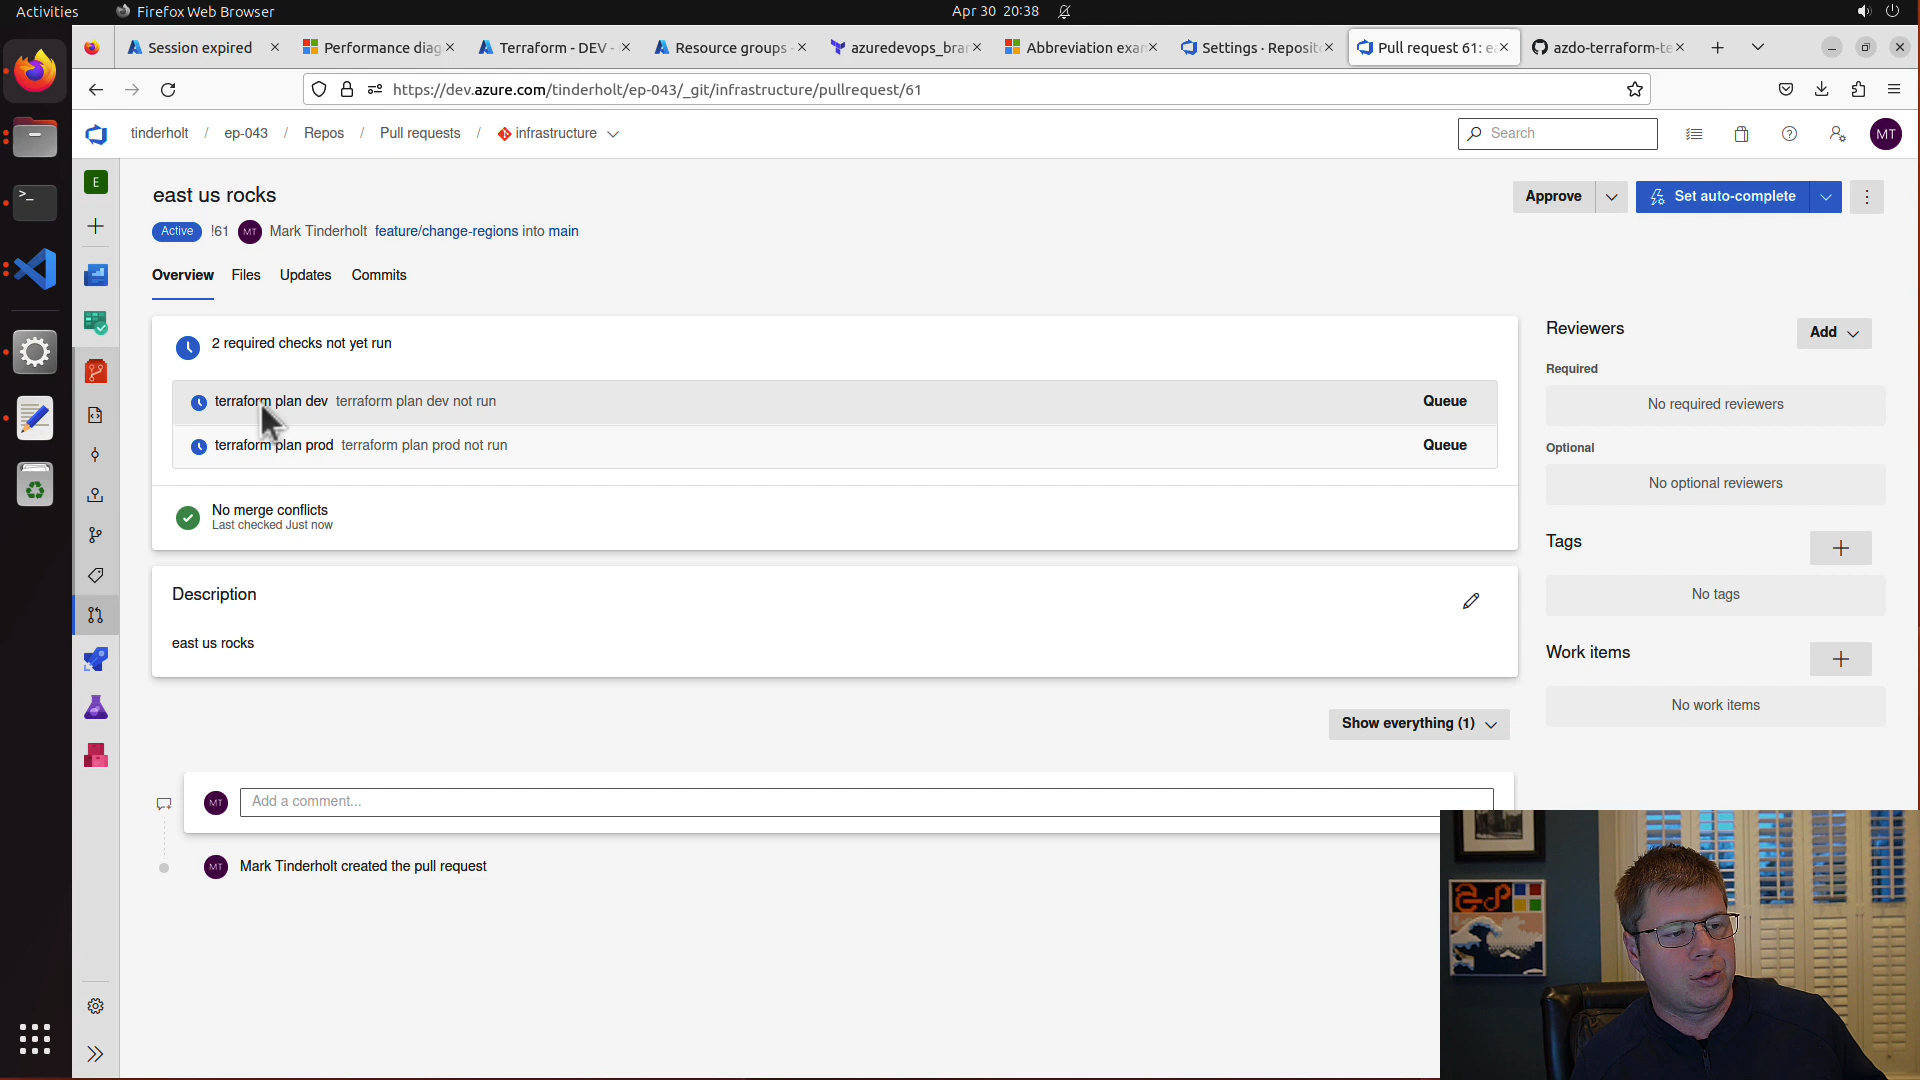 Activities
Firefox Web Browser
Apr 30 20:38
Session expired
Performance diag
Terraform - DEV -
Resource groups -
azuredevops_bran
Abbreviation exam
Settings · Reposit
Pull request 61: ea
azdo-terraform-te
https://dev.azure.com/tinderholt/ep-043/_git/infrastructure/pullrequest/61
tinderholt / ep-043 / Repos / Pull requests / infrastructure
Search
MT
E
east us rocks
Approve
Set auto-complete
Active !61 MT Mark Tinderholt feature/change-regions into main
Overview Files Updates Commits
2 required checks not yet run
terraform plan dev terraform plan dev not run Queue
terraform plan prod terraform plan prod not run Queue
No merge conflicts
Last checked Just now
Description
east us rocks
Show everything (1)
MT Add a comment...
MT Mark Tinderholt created the pull request
Reviewers Add
Required
No required reviewers
Optional
No optional reviewers
Tags
No tags
Work items
No work items